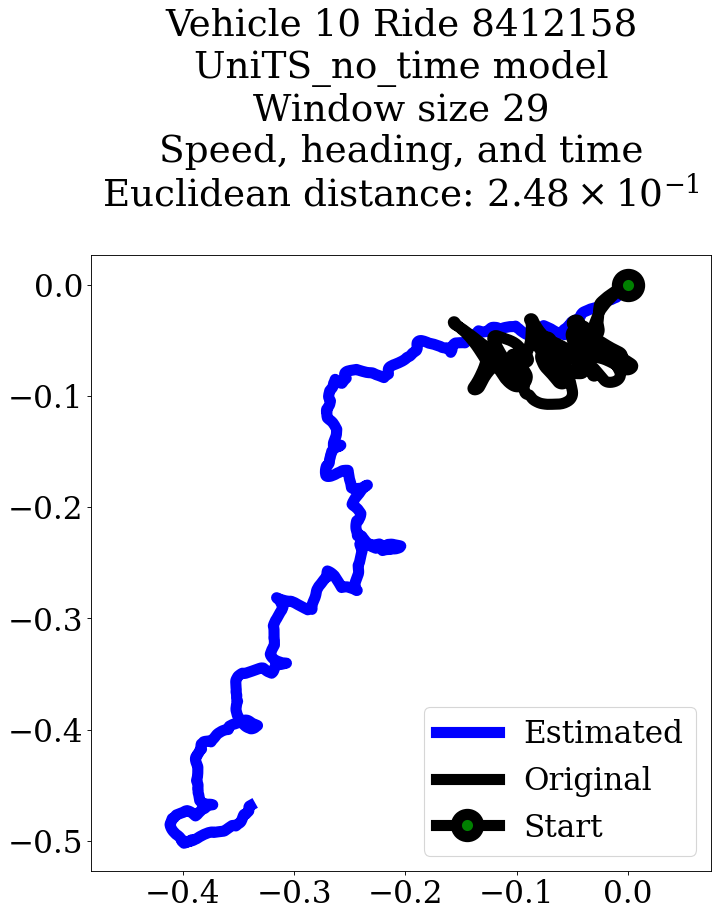 Vehicle 10 Ride 8412158
UniTS_no_time model
Window size 29
Speed, heading, and time
Euclidean distance: 2.48 × 10⁻¹
0.0
−0.1
−0.2
−0.3
−0.4
−0.5
Estimated
Original
Start
−0.4 −0.3 −0.2 −0.1 0.0